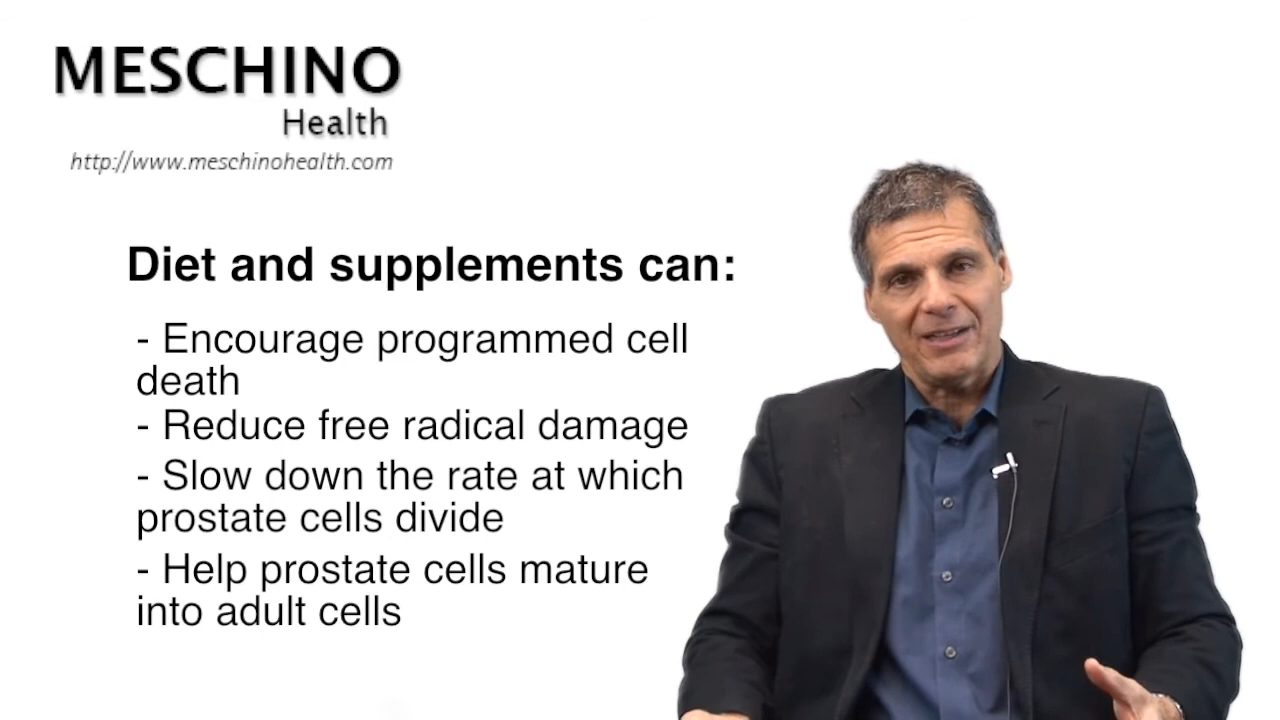 MESCHINO
Health
http://www.meschinohealth.com
Diet and supplements can:
- Encourage programmed cell
death
- Reduce free radical damage
- Slow down the rate at which
prostate cells divide
- Help prostate cells mature
into adult cells